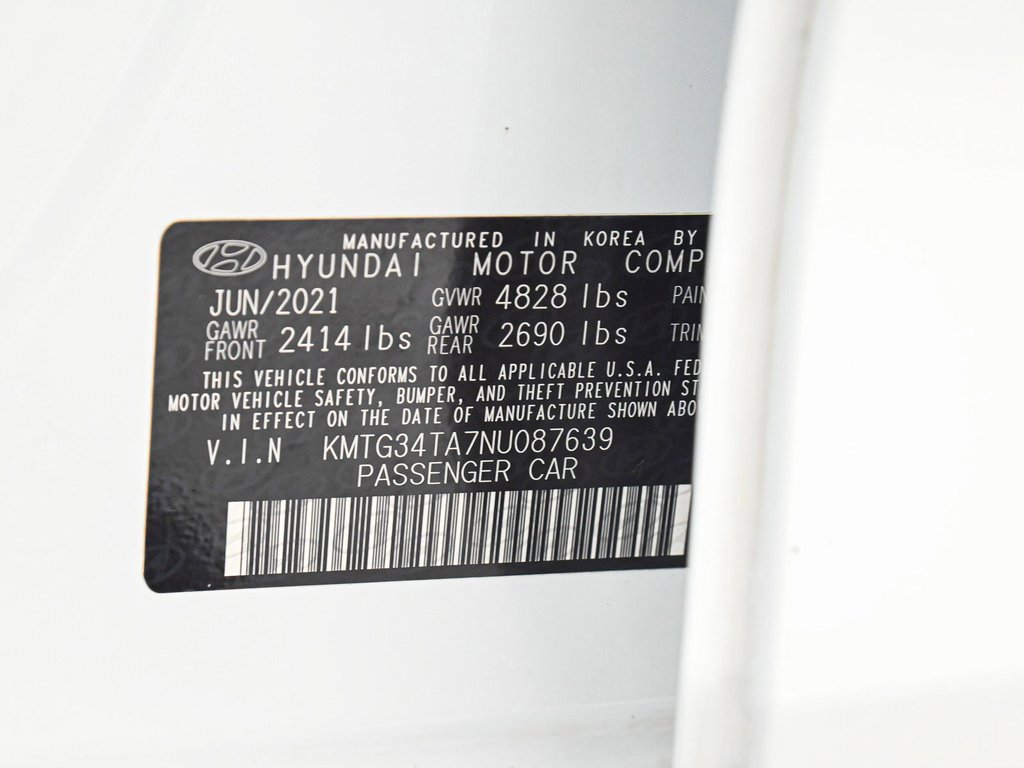 MANUFACTURED IN KOREA BY
HYUNDAI MOTOR COMP
JUN/2021 GVWR 4828 lbs PAIN
GAWR FRONT 2414 lbs GAWR REAR 2690 lbs TRIM
THIS VEHICLE CONFORMS TO ALL APPLICABLE U.S.A. FED
MOTOR VEHICLE SAFETY, BUMPER, AND THEFT PREVENTION ST
IN EFFECT ON THE DATE OF MANUFACTURE SHOWN ABO
V.I.N KMTG34TA7NU087639
PASSENGER CAR